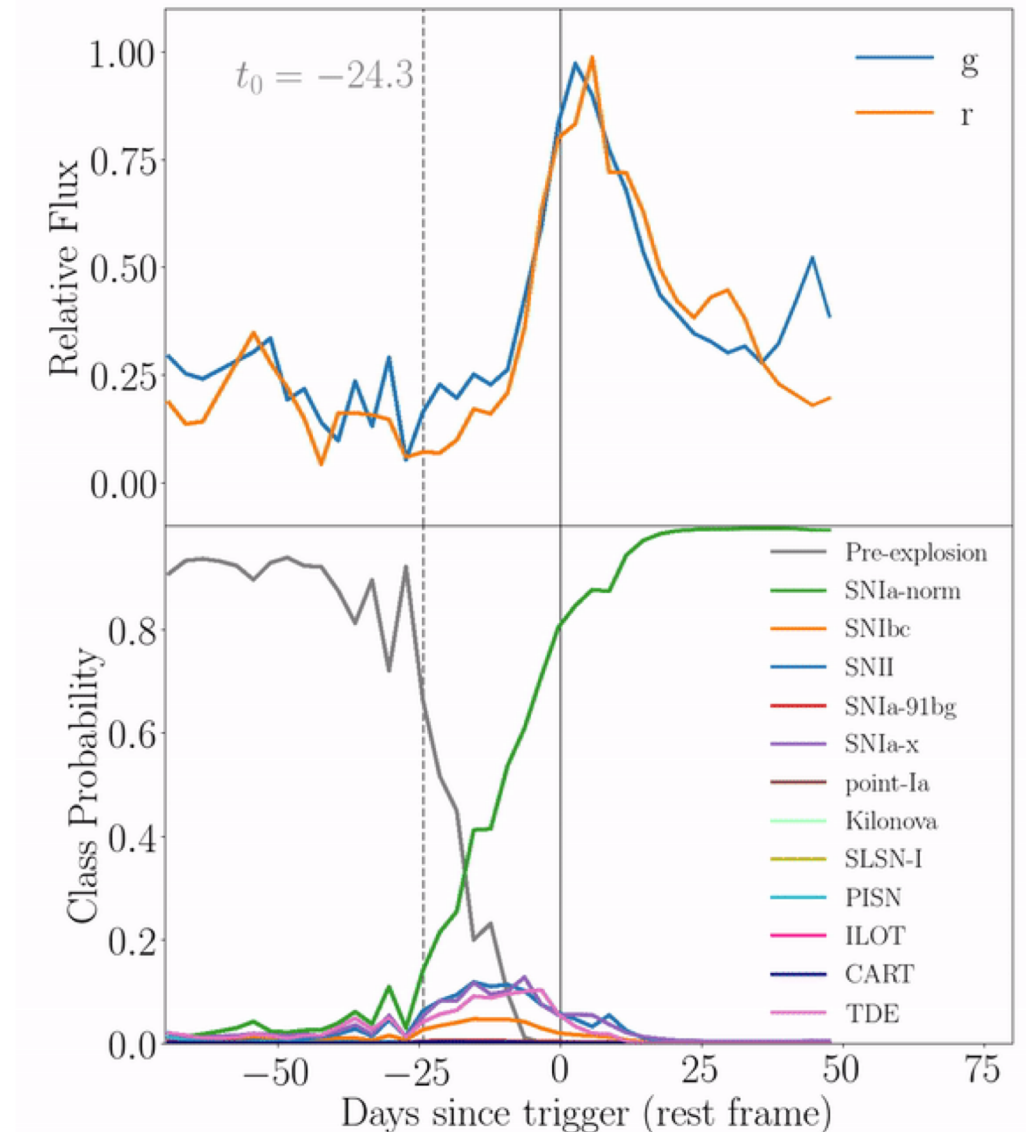 1.00
0.75
0.50
0.25
0.00
Relative Flux
t₀ = −24.3
g
r
0.8
0.6
0.4
0.2
0.0
Class Probability
Pre-explosion
SNIa-norm
SNIbc
SNII
SNIa-91bg
SNIa-x
point-Ia
Kilonova
SLSN-I
PISN
ILOT
CART
TDE
−50 −25 0 25 50 75
Days since trigger (rest frame)